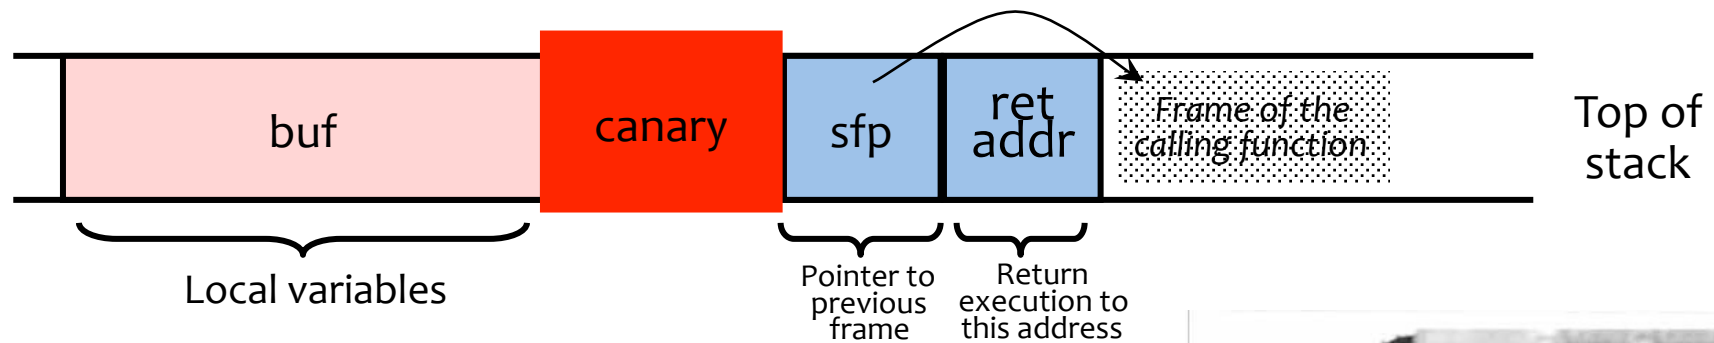 buf
canary
sfp
ret
addr
Frame of the
calling function
Top of
stack
Local variables
Pointer to
previous
frame
Return
execution to
this address